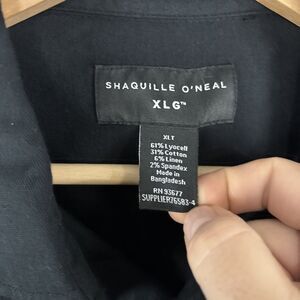 SHAQUILLE O'NEAL
XLG™
XLT
61% Lyocell
31% Cotton
6% Linen
2% Spandex
Made in
Bangladesh
RN 93677
SUPPLIER76583-4